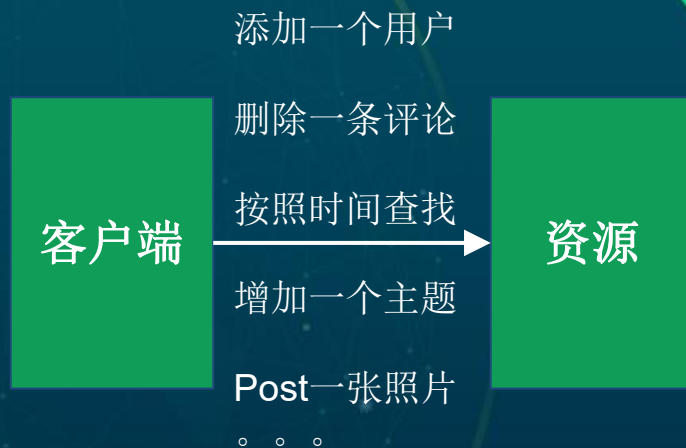 添加一个用户
删除一条评论
按照时间查找
客户端
资源
增加一个主题
Post一张照片
。。。